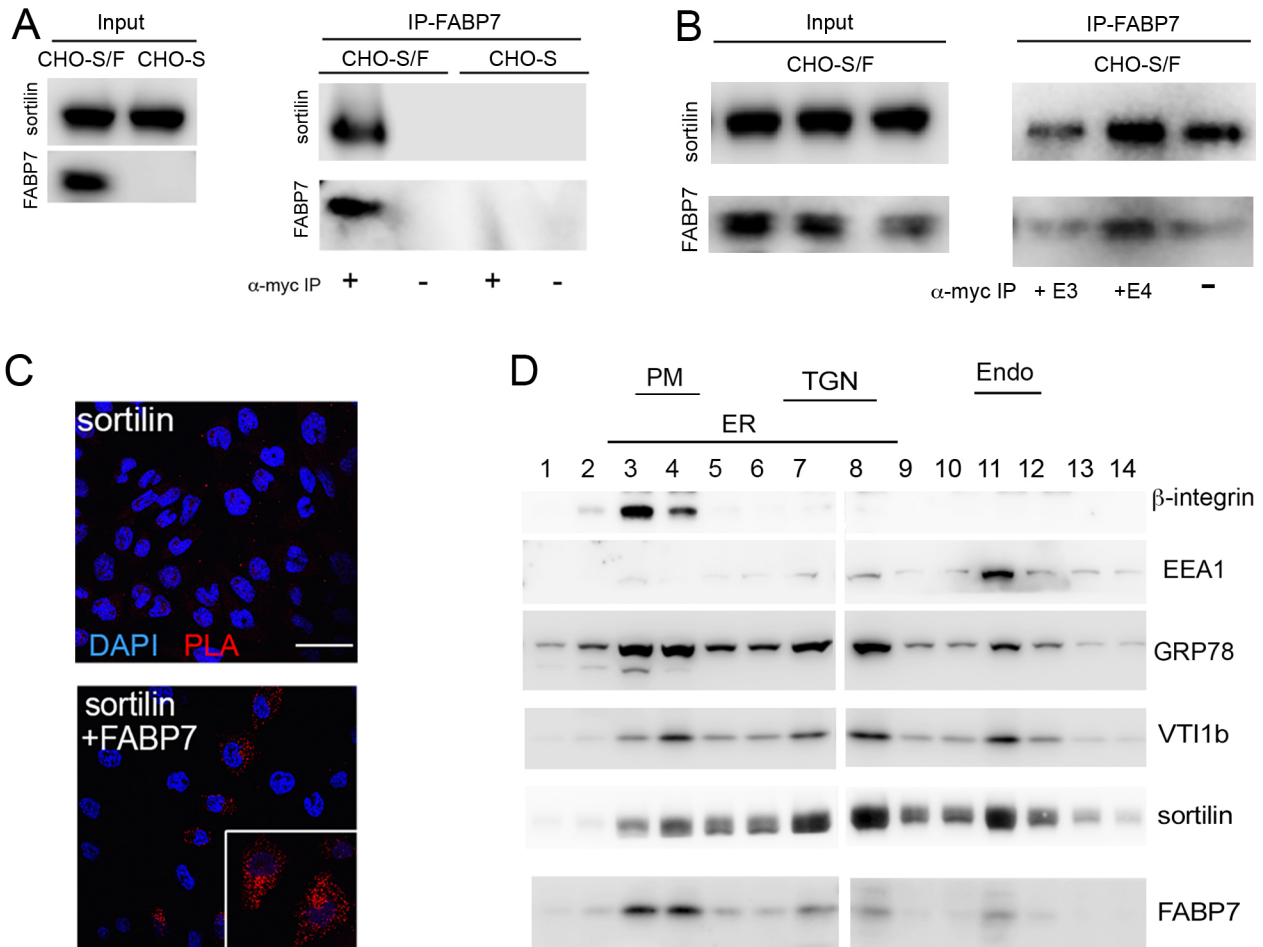 A
Input
CHO-S/F CHO-S
sortilin
FABP7
IP-FABP7
CHO-S/F CHO-S
sortilin
FABP7
α-myc IP + - + -
B
Input
CHO-S/F
sortilin
FABP7
IP-FABP7
CHO-S/F
α-myc IP + E3 +E4 -
C
sortilin
DAPI PLA
sortilin
+FABP7
D
PM TGN Endo
ER
1 2 3 4 5 6 7 8 9 10 11 12 13 14
β-integrin
EEA1
GRP78
VTI1b
sortilin
FABP7